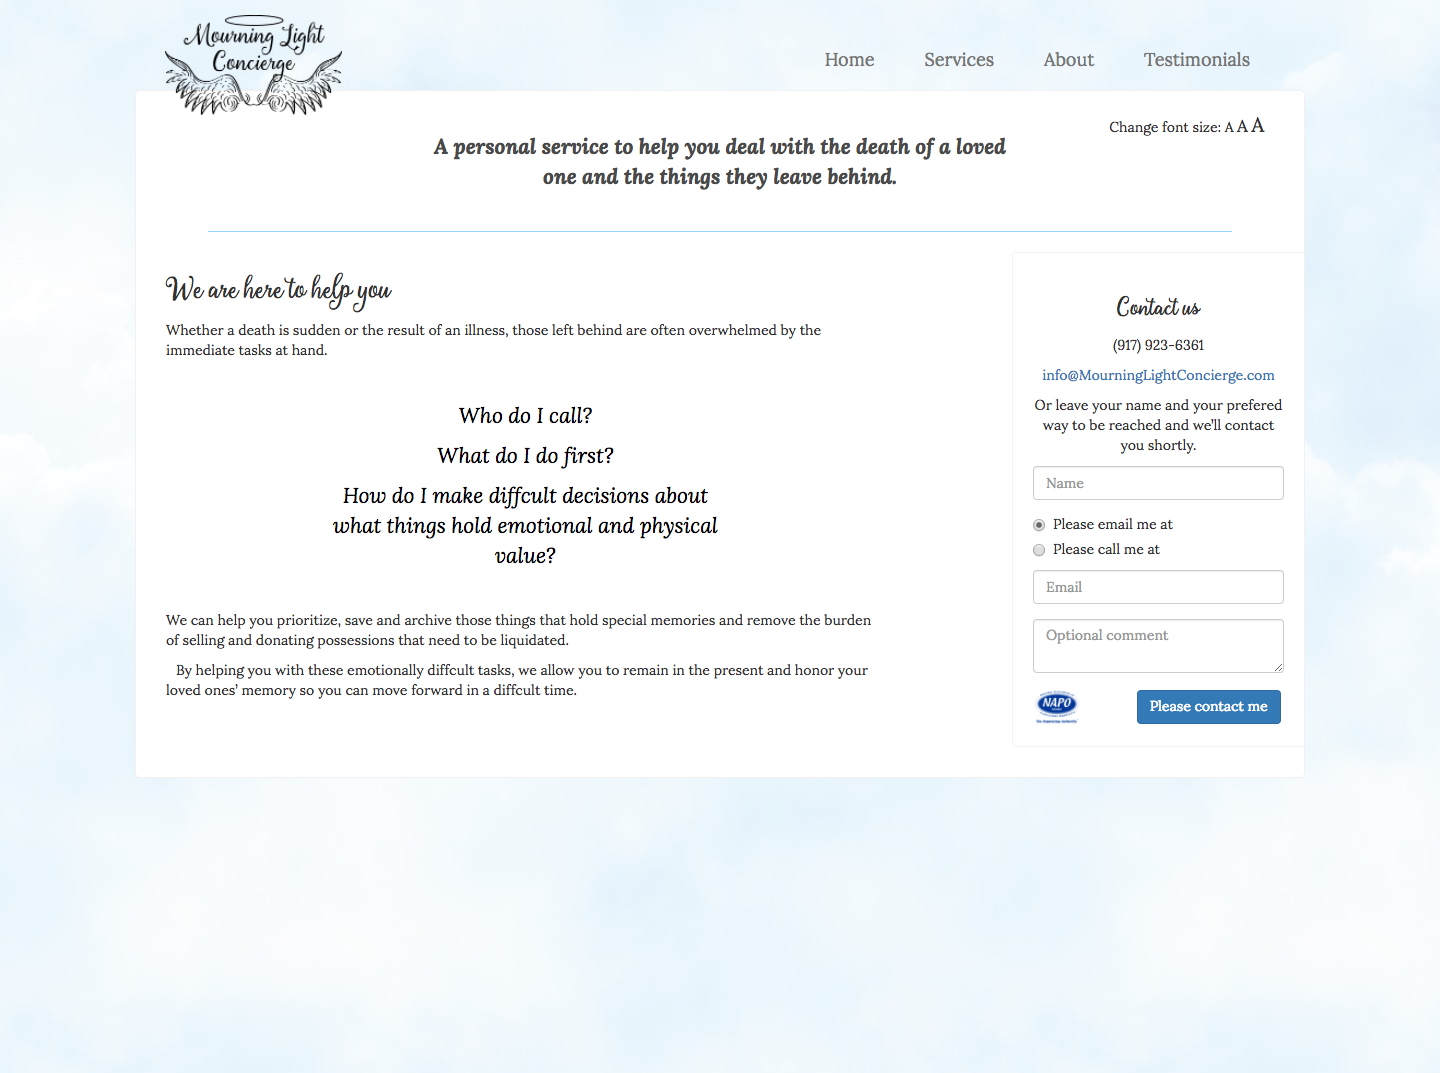 Mourning Light
Concierge
Home
Services
About
Testimonials
Change font size: A A A
A personal service to help you deal with the death of a loved
one and the things they leave behind.
We are here to help you
Whether a death is sudden or the result of an illness, those left behind are often overwhelmed by the
immediate tasks at hand.
Who do I call?
What do I do first?
How do I make diffcult decisions about
what things hold emotional and physical
value?
We can help you prioritize, save and archive those things that hold special memories and remove the burden
of selling and donating possessions that need to be liquidated.
By helping you with these emotionally diffcult tasks, we allow you to remain in the present and honor your
loved ones’ memory so you can move forward in a diffcult time.
Contact us
(917) 923-6361
info@MourningLightConcierge.com
Or leave your name and your prefered
way to be reached and we’ll contact
you shortly.
Name
Please email me at
Please call me at
Email
Optional comment
NAPO
Please contact me